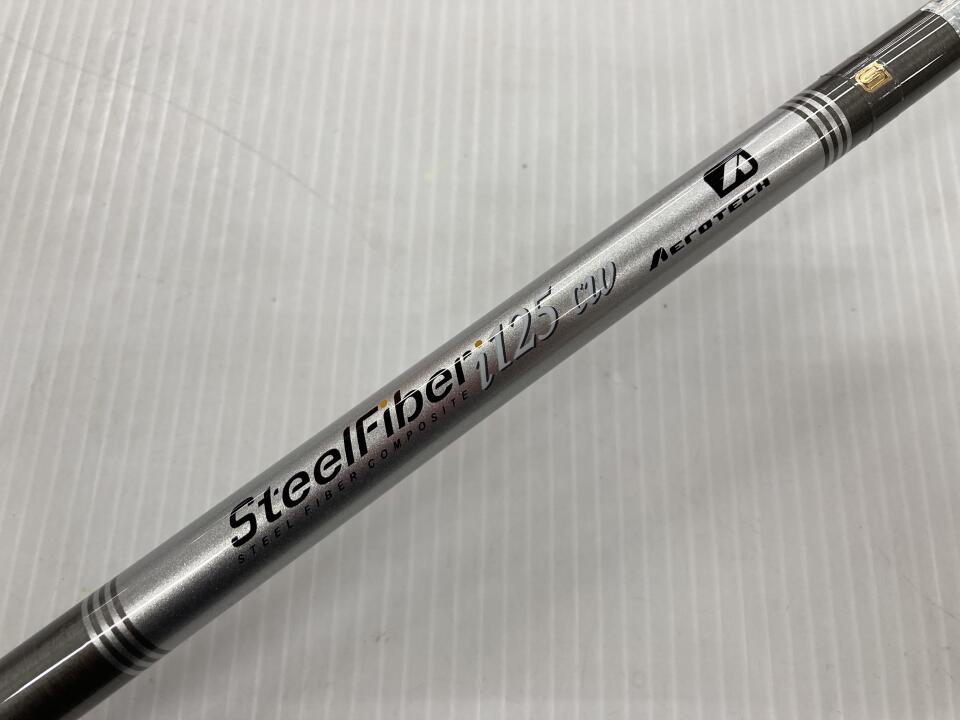 SteelFiber i125 cw
STEEL FIBER COMPOSITE
AEROTECH
S